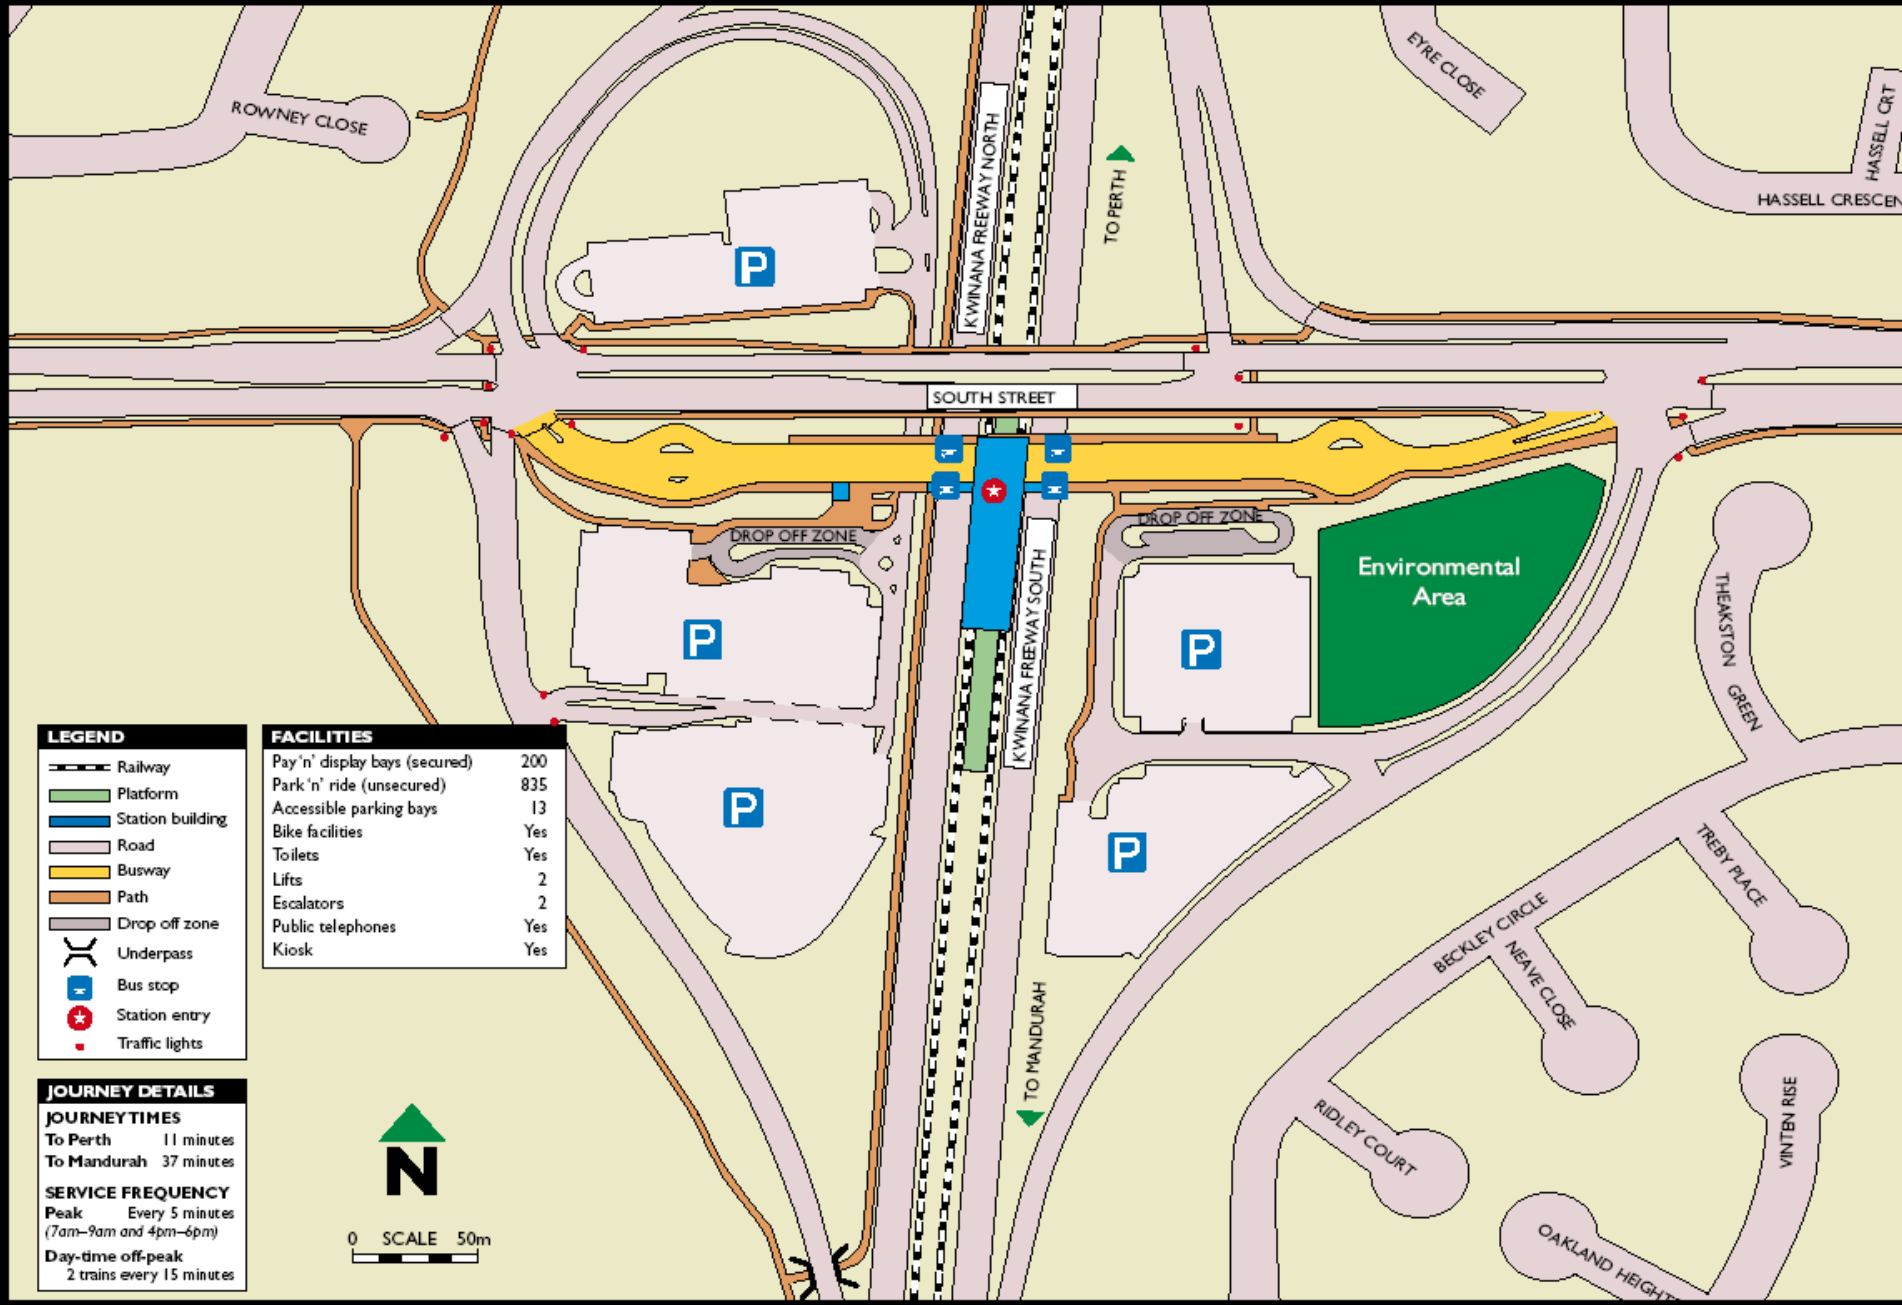 EYRE CLOSE
ROWNEY CLOSE
HASSELL CRT
HASSELL CRESCEN
KWINANA FREEWAY NORTH
TO PERTH
P
SOUTH STREET
DROP OFF ZONE
DROP OFF ZONE
Environmental
Area
KWINANA FREEWAY SOUTH
P
P
P
P
THEAKSTON GREEN
TREBY PLACE
BECKLEY CIRCLE
NEAVE CLOSE
TO MANDURAH
RIDLEY COURT
VINTEN RISE
OAKLAND HEIGHT
LEGEND
Railway
Platform
Station building
Road
Busway
Path
Drop off zone
Underpass
Bus stop
Station entry
Traffic lights
FACILITIES
Pay 'n' display bays (secured) 200
Park 'n' ride (unsecured) 835
Accessible parking bays 13
Bike facilities Yes
Toilets Yes
Lifts 2
Escalators 2
Public telephones Yes
Kiosk Yes
JOURNEY DETAILS
JOURNEY TIMES
To Perth 11 minutes
To Mandurah 37 minutes
SERVICE FREQUENCY
Peak Every 5 minutes
(7am–9am and 4pm–6pm)
Day-time off-peak
2 trains every 15 minutes
N
0 SCALE 50m